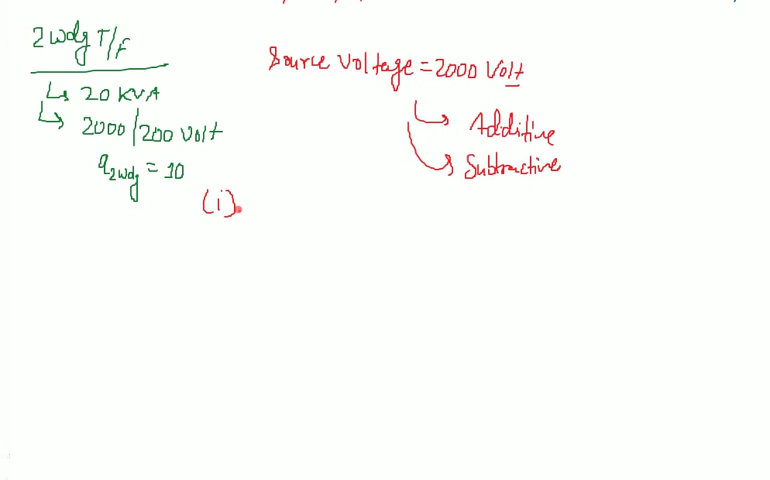 2 wdg T/F
↳ 20 KVA
↳ 2000/200 Volt
a2wdg = 10
Source Voltage = 2000 Volt
↳ Additive
↳ Subtractive
(i)